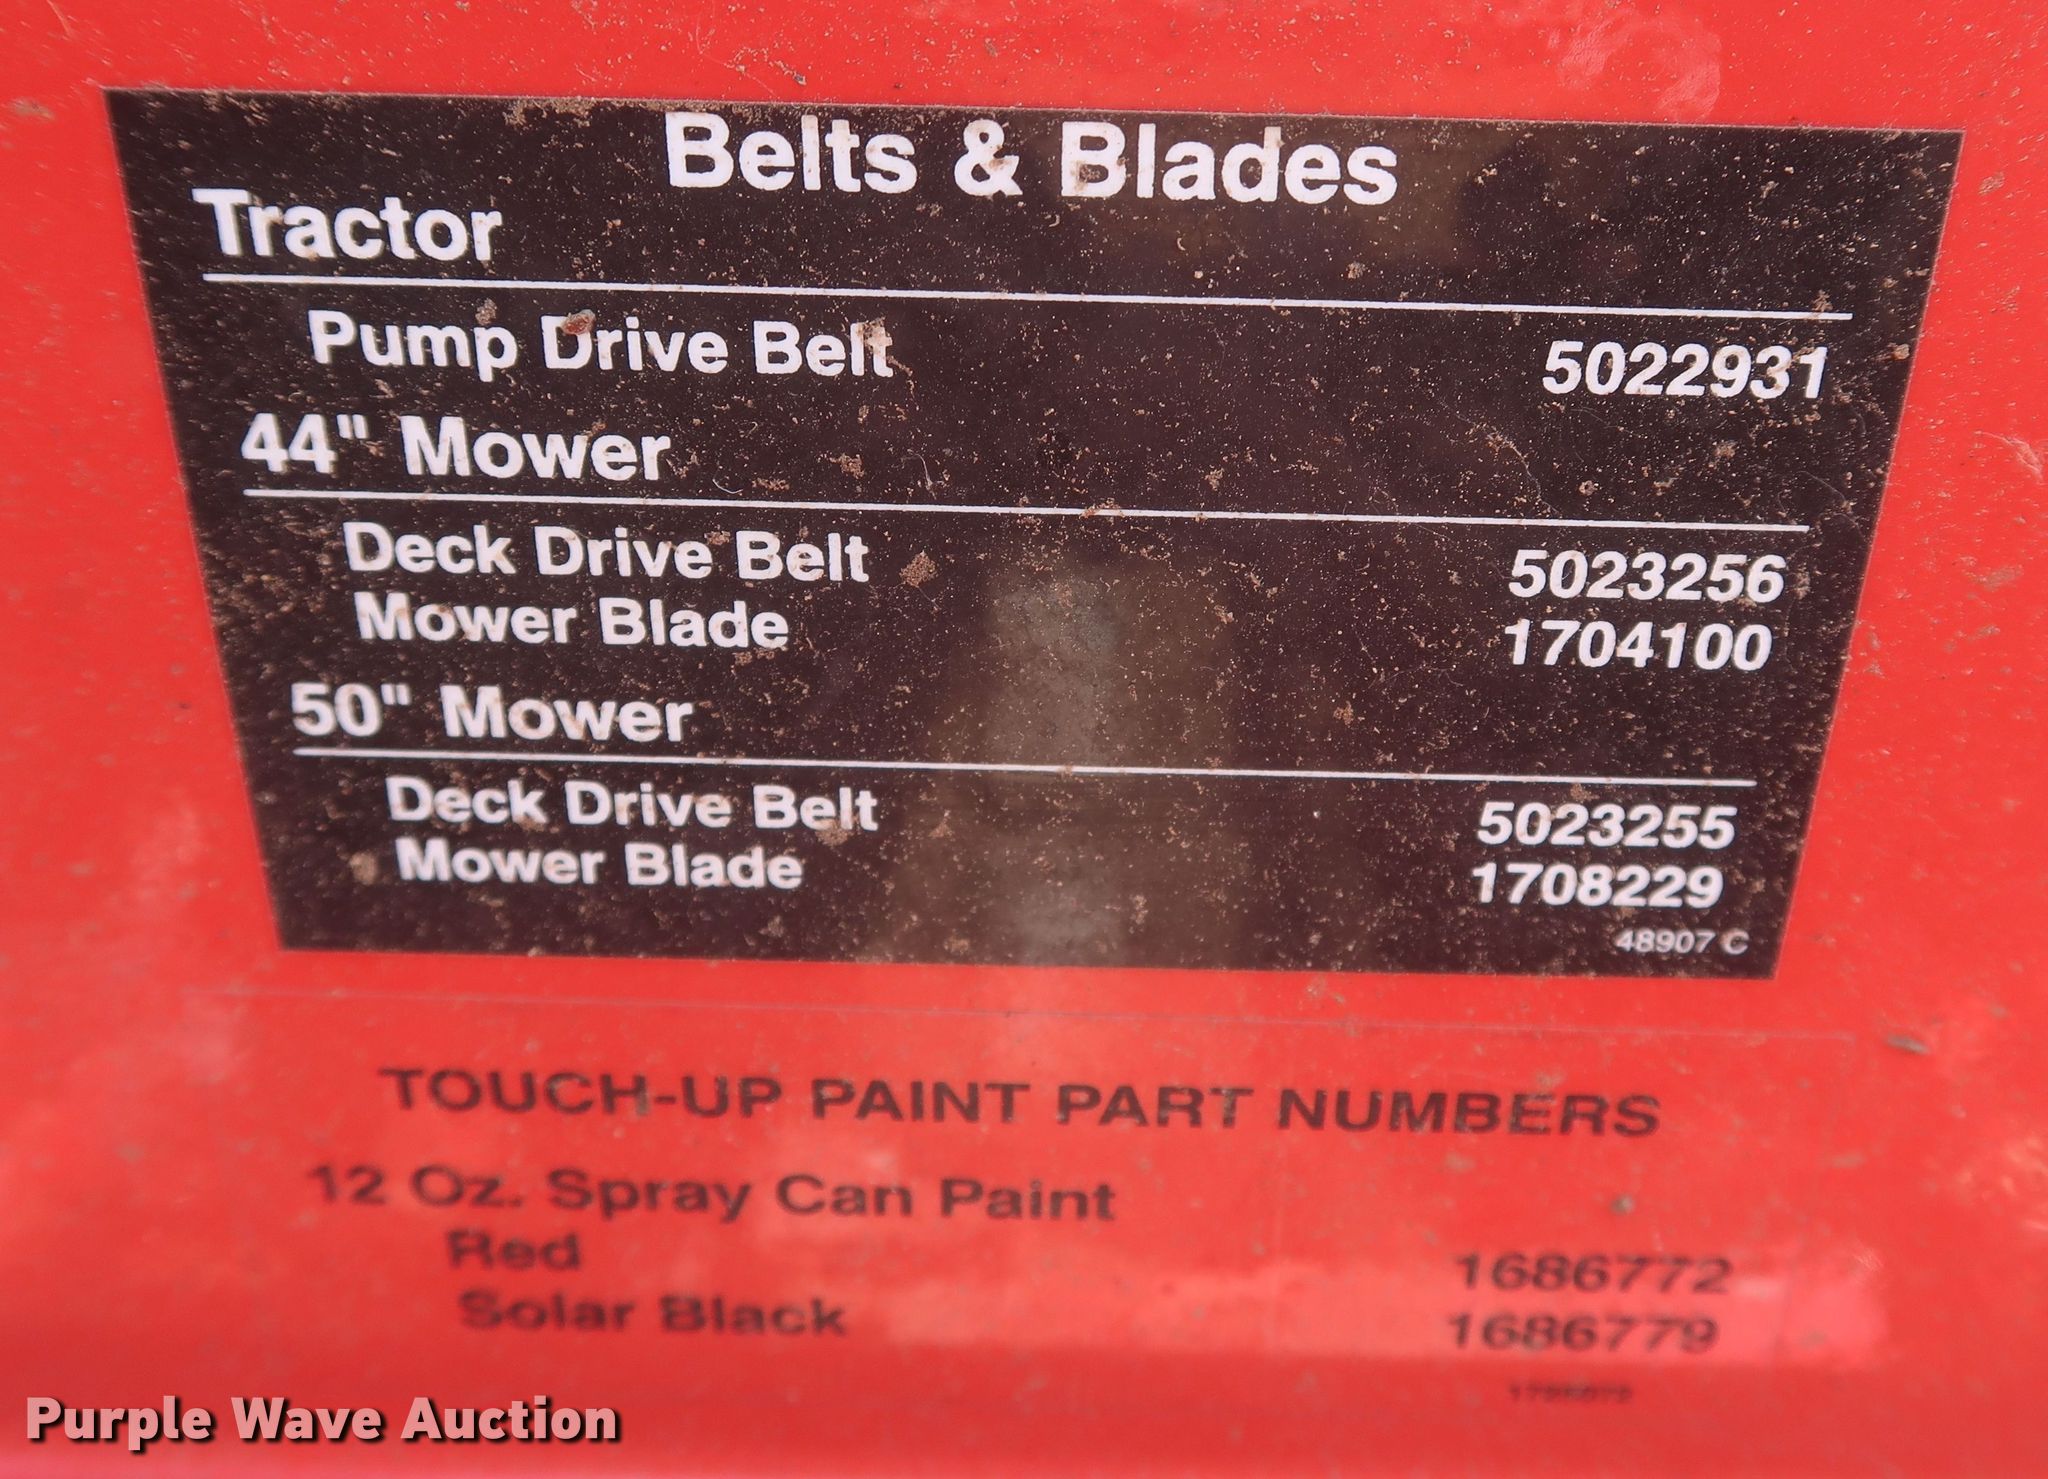 Belts & Blades
Tractor
Pump Drive Belt 5022931
44" Mower
Deck Drive Belt 5023256
Mower Blade 1704100
50" Mower
Deck Drive Belt 5023255
Mower Blade 1708229
48907 C
TOUCH-UP PAINT PART NUMBERS
12 Oz. Spray Can Paint
Red 1686772
Solar Black 1686779
Purple Wave Auction